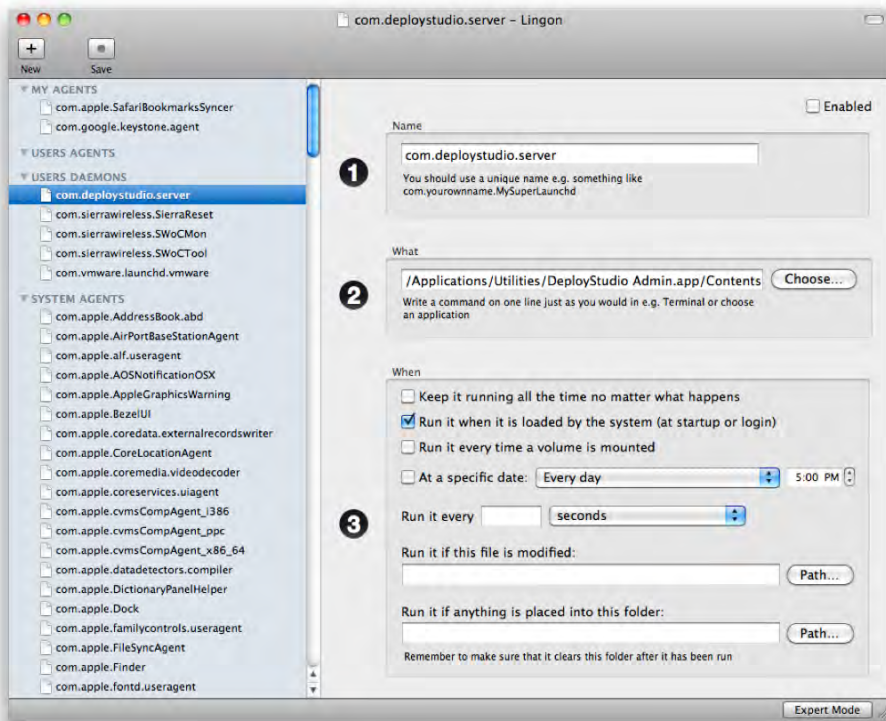 com.deploystudio.server – Lingon
New
Save
MY AGENTS
com.apple.SafariBookmarksSyncer
com.google.keystone.agent
USERS AGENTS
USERS DAEMONS
com.deploystudio.server
com.sierrawireless.SierraReset
com.sierrawireless.SWoCMon
com.sierrawireless.SWoCTool
com.vmware.launchd.vmware
SYSTEM AGENTS
com.apple.AddressBook.abd
com.apple.AirPortBaseStationAgent
com.apple.alf.useragent
com.apple.AOSNotificationOSX
com.apple.AppleGraphicsWarning
com.apple.BezelUI
com.apple.coredata.externalrecordswriter
com.apple.CoreLocationAgent
com.apple.coremedia.videodecoder
com.apple.coreservices.uiagent
com.apple.cvmsCompAgent_i386
com.apple.cvmsCompAgent_ppc
com.apple.cvmsCompAgent_x86_64
com.apple.datadetectors.compiler
com.apple.DictionaryPanelHelper
com.apple.Dock
com.apple.familycontrols.useragent
com.apple.FileSyncAgent
com.apple.Finder
com.apple.fontd.useragent
Enabled
1
Name
com.deploystudio.server
You should use a unique name e.g. something like
com.yourownname.MySuperLaunchd
2
What
/Applications/Utilities/DeployStudio Admin.app/Contents
Choose...
Write a command on one line just as you would in e.g. Terminal or choose
an application
3
When
Keep it running all the time no matter what happens
Run it when it is loaded by the system (at startup or login)
Run it every time a volume is mounted
At a specific date: Every day 5:00 PM
Run it every seconds
Run it if this file is modified:
Path...
Run it if anything is placed into this folder:
Path...
Remember to make sure that it clears this folder after it has been run
Expert Mode